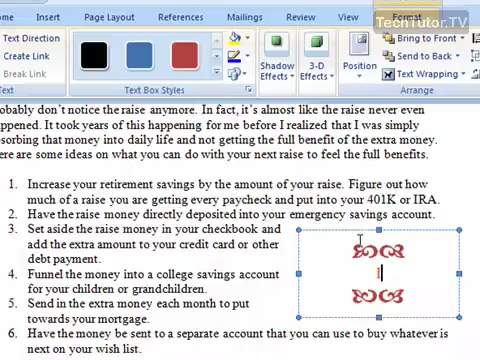 TechTutor.TV
ome Insert Page Layout References Mailings Review View Format
Text Direction
Create Link
Break Link
Text Box Styles
Shadow Effects
3-D Effects
Position
Bring to Front
Send to Back
Text Wrapping
Arrange
obably don't notice the raise anymore. In fact, it's almost like the raise never even
ppened. It took years of this happening for me before I realized that I was simply
sorbing that money into daily life and not getting the full benefit of the extra money.
ere are some ideas on what you can do with your next raise to feel the full benefits.
1. Increase your retirement savings by the amount of your raise. Figure out how
much of a raise you are getting every paycheck and put into your 401K or IRA.
2. Have the raise money directly deposited into your emergency savings account.
3. Set aside the raise money in your checkbook and
add the extra amount to your credit card or other
debt payment.
4. Funnel the money into a college savings account
for your children or grandchildren.
5. Send in the extra money each month to put
towards your mortgage.
6. Have the money be sent to a separate account that you can use to buy whatever is
next on your wish list.